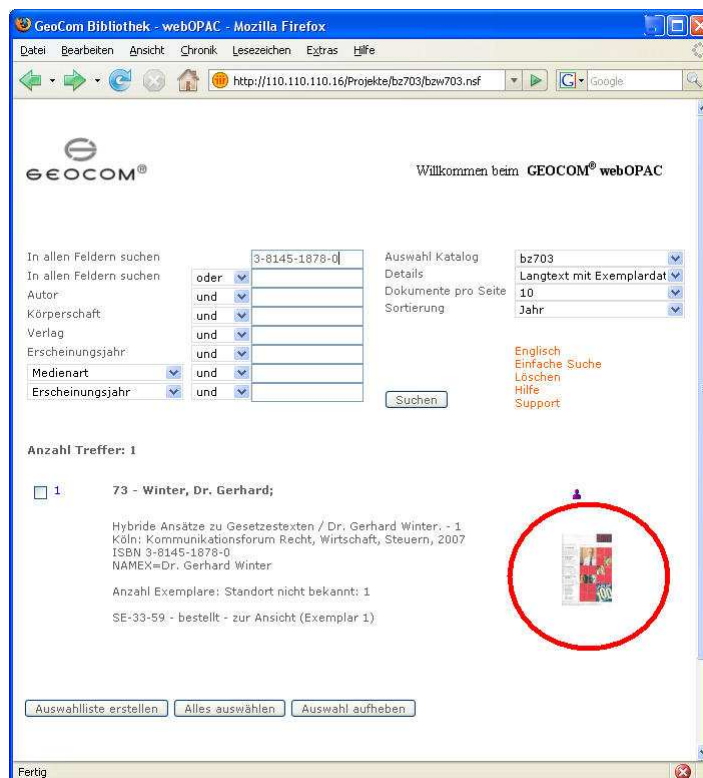 GeoCom Bibliothek - webOPAC - Mozilla Firefox
Datei Bearbeiten Ansicht Chronik Lesezeichen Extras Hilfe
http://110.110.110.16/Projekte/bz703/bzw703.nsf
G Google
GEOCOM®
Willkommen beim GEOCOM® webOPAC
In allen Feldern suchen 3-8145-1878-0
In allen Feldern suchen oder
Autor und
Körperschaft und
Verlag und
Erscheinungsjahr und
Medienart und
Erscheinungsjahr und
Auswahl Katalog bz703
Details Langtext mit Exemplardat
Dokumente pro Seite 10
Sortierung Jahr
Englisch
Einfache Suche
Löschen
Hilfe
Support
Suchen
Anzahl Treffer: 1
1 73 - Winter, Dr. Gerhard;
Hybride Ansätze zu Gesetzestexten / Dr. Gerhard Winter. - 1
Köln: Kommunikationsforum Recht, Wirtschaft, Steuern, 2007
ISBN 3-8145-1878-0
NAMEX=Dr. Gerhard Winter
Anzahl Exemplare: Standort nicht bekannt: 1
SE-33-59 - bestellt - zur Ansicht (Exemplar 1)
100
Auswahlliste erstellen Alles auswählen Auswahl aufheben
Fertig